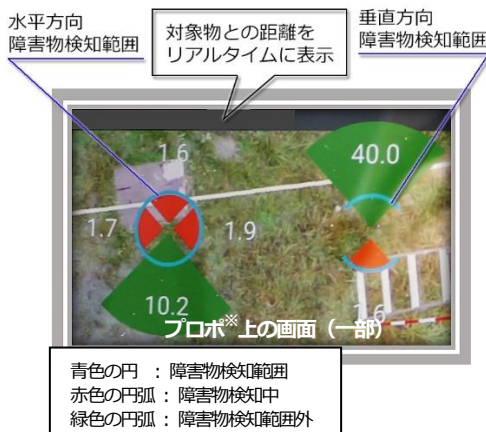 水平方向
障害物検知範囲
対象物との距離を
リアルタイムに表示
垂直方向
障害物検知範囲
1.6
40.0
1.7
1.9
10.2
1.6
プロポ※上の画面（一部）
青色の円 ： 障害物検知範囲
赤色の円弧 ： 障害物検知中
緑色の円弧 ： 障害物検知範囲外